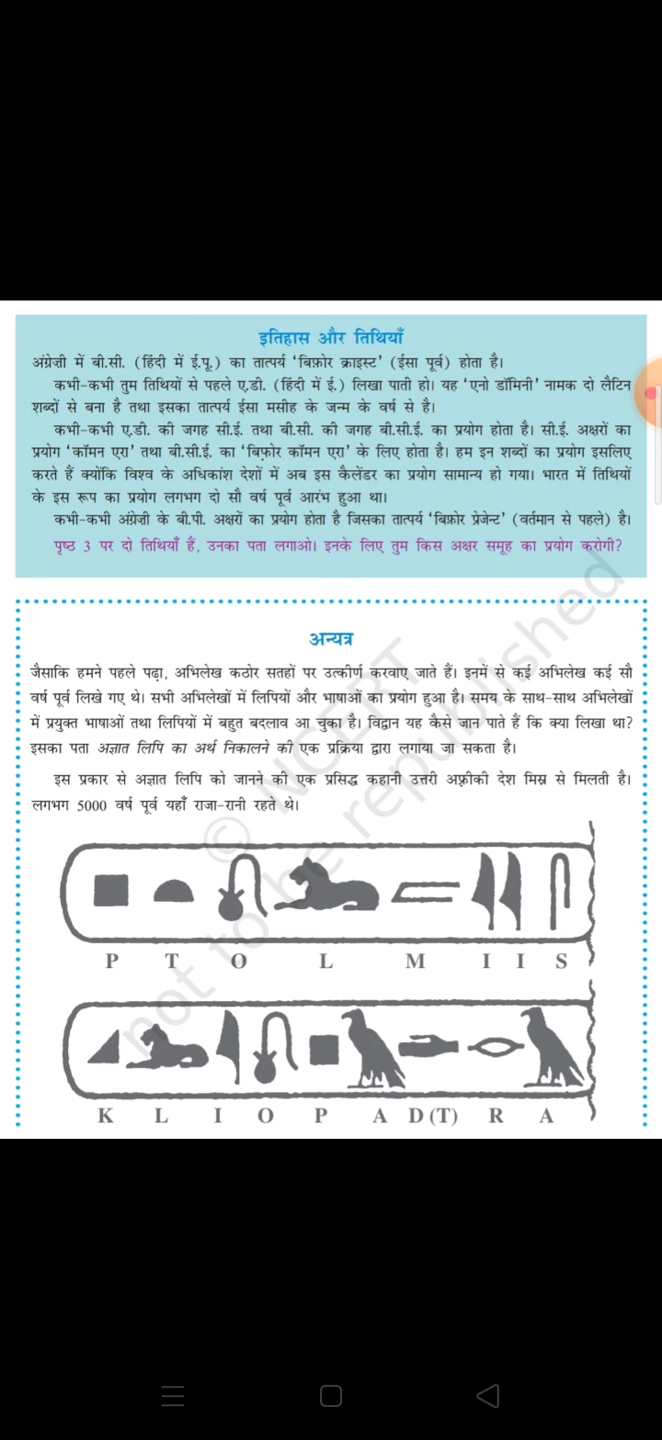 इतिहास और तिथियाँ
अंग्रेज़ी में बी.सी. (हिंदी में ई.पू.) का तात्पर्य ‘बिफ़ोर क्राइस्ट’ (ईसा पूर्व) होता है।
कभी-कभी तुम तिथियों से पहले ए.डी. (हिंदी में ई.) लिखा पाती हो। यह ‘एनो डॉमिनी’ नामक दो लैटिन
शब्दों से बना है तथा इसका तात्पर्य ईसा मसीह के जन्म के वर्ष से है।
कभी-कभी ए.डी. की जगह सी.ई. तथा बी.सी. की जगह बी.सी.ई. का प्रयोग होता है। सी.ई. अक्षरों का
प्रयोग ‘कॉमन एरा’ तथा बी.सी.ई. का ‘बिफ़ोर कॉमन एरा’ के लिए होता है। हम इन शब्दों का प्रयोग इसलिए
करते हैं क्योंकि विश्व के अधिकांश देशों में अब इस कैलेंडर का प्रयोग सामान्य हो गया। भारत में तिथियों
के इस रूप का प्रयोग लगभग दो सौ वर्ष पूर्व आरंभ हुआ था।
कभी-कभी अंग्रेज़ी के बी.पी. अक्षरों का प्रयोग होता है जिसका तात्पर्य ‘बिफ़ोर प्रेजेन्ट’ (वर्तमान से पहले) है।
पृष्ठ 3 पर दो तिथियाँ हैं, उनका पता लगाओ। इनके लिए तुम किस अक्षर समूह का प्रयोग करोगी?
अन्यत्र
जैसाकि हमने पहले पढ़ा, अभिलेख कठोर सतहों पर उत्कीर्ण करवाए जाते हैं। इनमें से कई अभिलेख कई सौ
वर्ष पूर्व लिखे गए थे। सभी अभिलेखों में लिपियों और भाषाओं का प्रयोग हुआ है। समय के साथ-साथ अभिलेखों
में प्रयुक्त भाषाओं तथा लिपियों में बहुत बदलाव आ चुका है। विद्वान यह कैसे जान पाते हैं कि क्या लिखा था?
इसका पता अज्ञात लिपि का अर्थ निकालने की एक प्रक्रिया द्वारा लगाया जा सकता है।
इस प्रकार से अज्ञात लिपि को जानने की एक प्रसिद्ध कहानी उत्तरी अफ़्रीकी देश मिस्र से मिलती है।
लगभग 5000 वर्ष पूर्व यहाँ राजा-रानी रहते थे।
P T O L M I I S
K L I O P A D (T) R A
© NCERT
not to be republished